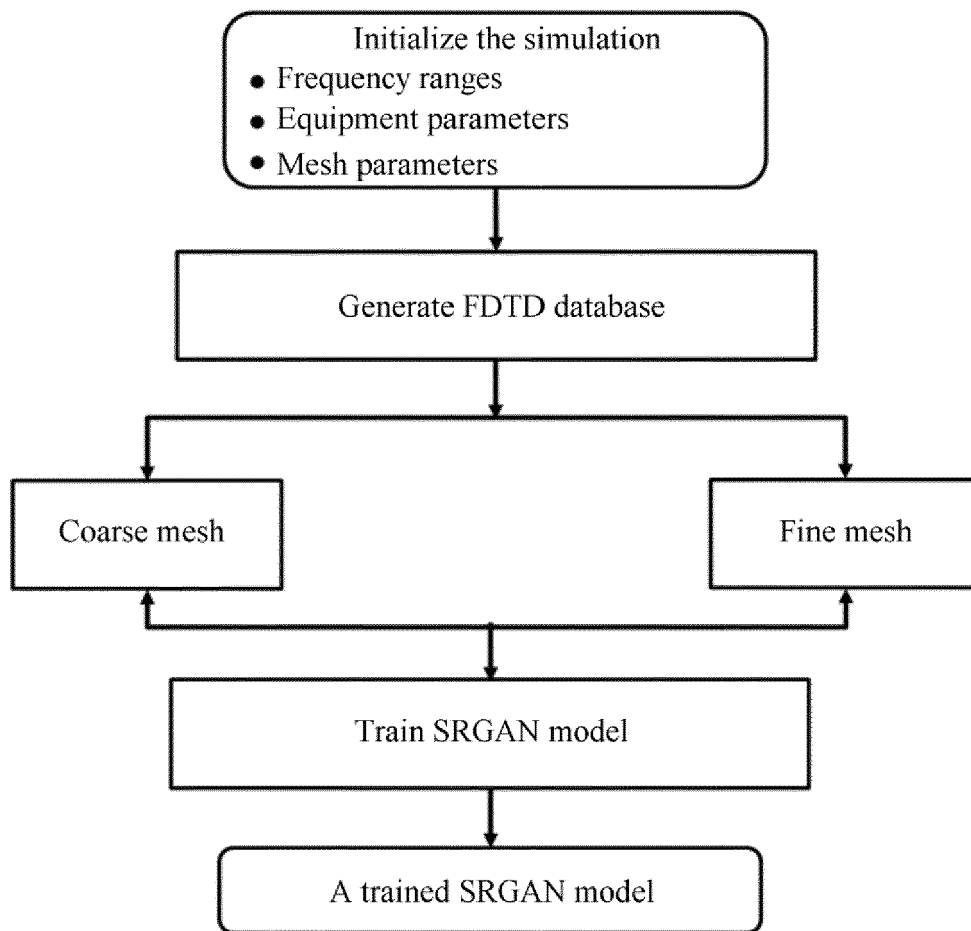 Initialize the simulation
● Frequency ranges
● Equipment parameters
● Mesh parameters
Generate FDTD database
Coarse mesh
Fine mesh
Train SRGAN model
A trained SRGAN model